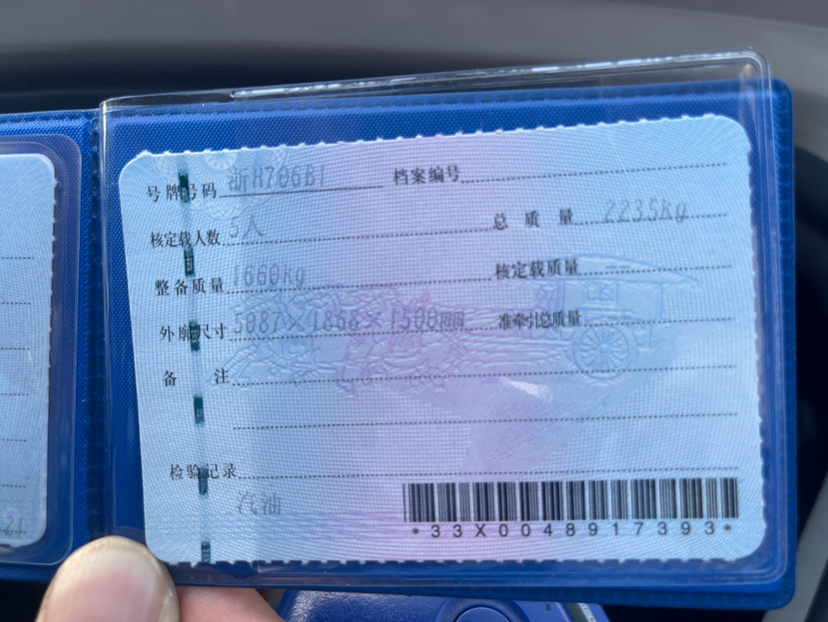 号牌号码 浙H706B1 档案编号
核定载人数 5人 总质量 2235kg
整备质量 1660kg 核定载质量 --
外廓尺寸 5087×1868×1500mm 准牵引总质量
备注
检验记录
汽油
*33X0048917393*
21